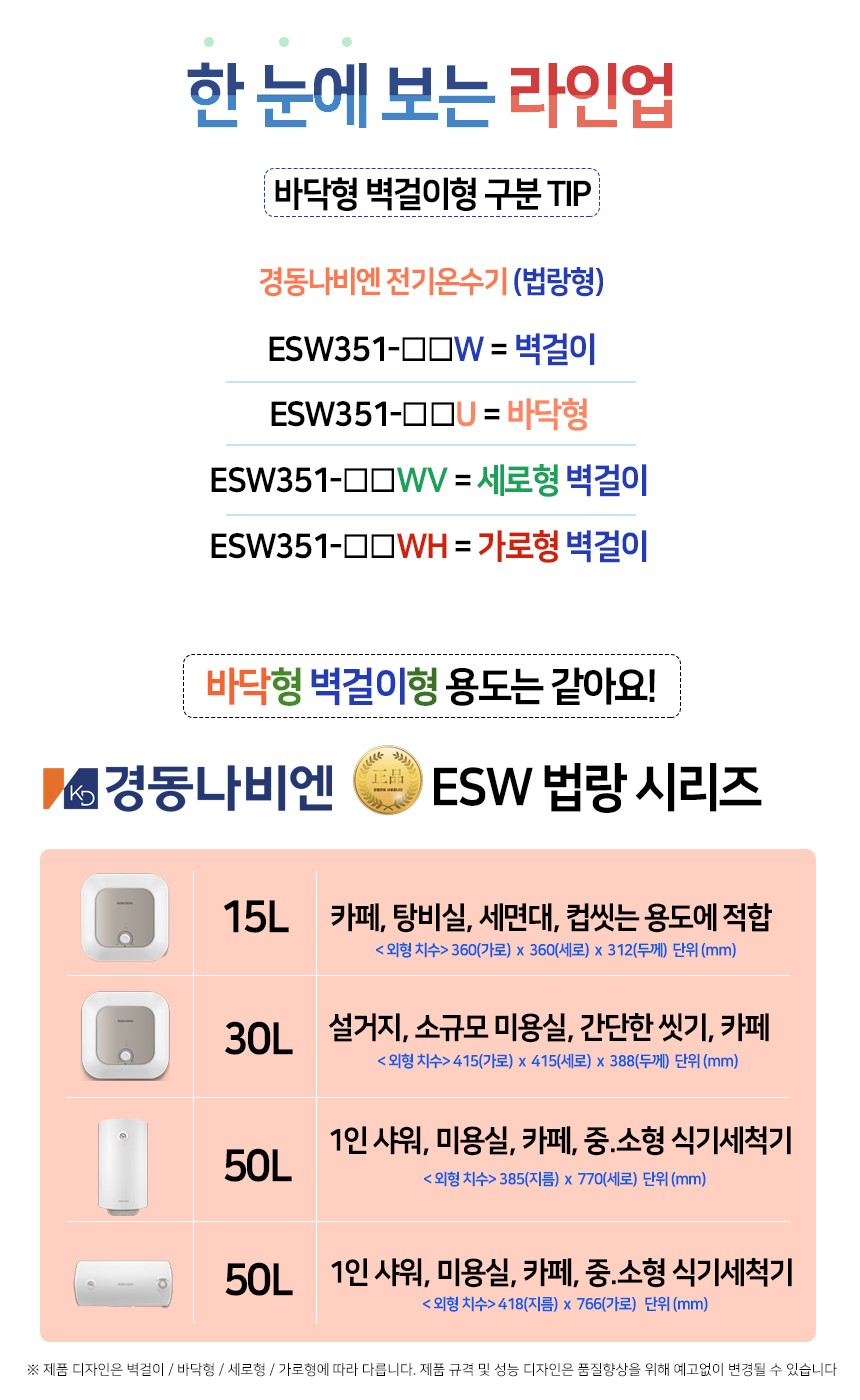 한 눈에 보는 라인업
바닥형 벽걸이형 구분 TIP
경동나비엔 전기온수기 (법랑형)
ESW351-□□W = 벽걸이
ESW351-□□U = 바닥형
ESW351-□□WV = 세로형 벽걸이
ESW351-□□WH = 가로형 벽걸이
바닥형 벽걸이형 용도는 같아요!
KD 경동나비엔 正品 ESW 법랑 시리즈
15L 카페, 탕비실, 세면대, 컵씻는 용도에 적합
< 외형 치수> 360(가로) x 360(세로) x 312(두께) 단위 (mm)
30L 설거지, 소규모 미용실, 간단한 씻기, 카페
< 외형 치수> 415(가로) x 415(세로) x 388(두께) 단위 (mm)
50L 1인 샤워, 미용실, 카페, 중.소형 식기세척기
< 외형 치수> 385(지름) x 770(세로) 단위 (mm)
50L 1인 샤워, 미용실, 카페, 중.소형 식기세척기
< 외형 치수> 418(지름) x 766(가로) 단위 (mm)
※ 제품 디자인은 벽걸이 / 바닥형 / 세로형 / 가로형에 따라 다릅니다. 제품 규격 및 성능 디자인은 품질향상을 위해 예고없이 변경될 수 있습니다